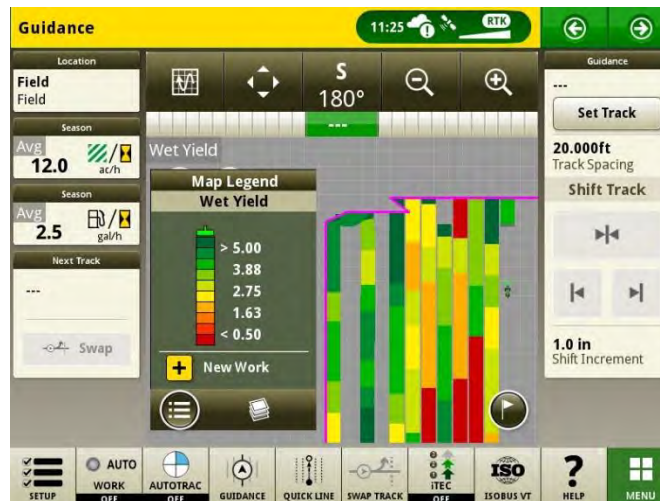 Guidance
11:25
RTK
Location
Field
Field
Season
Avg
12.0
ac/h
Season
Avg
2.5
gal/h
Next Track
---
Swap
S
180°
---
Wet Yield
Map Legend
Wet Yield
> 5.00
3.88
2.75
1.63
< 0.50
New Work
Guidance
---
Set Track
20.000ft
Track Spacing
Shift Track
1.0 in
Shift Increment
SETUP
AUTO
WORK
OFF
AUTOTRAC
OFF
GUIDANCE
QUICK LINE
SWAP TRACK
iTEC
OFF
ISO
ISOBUS VT
?
HELP
MENU